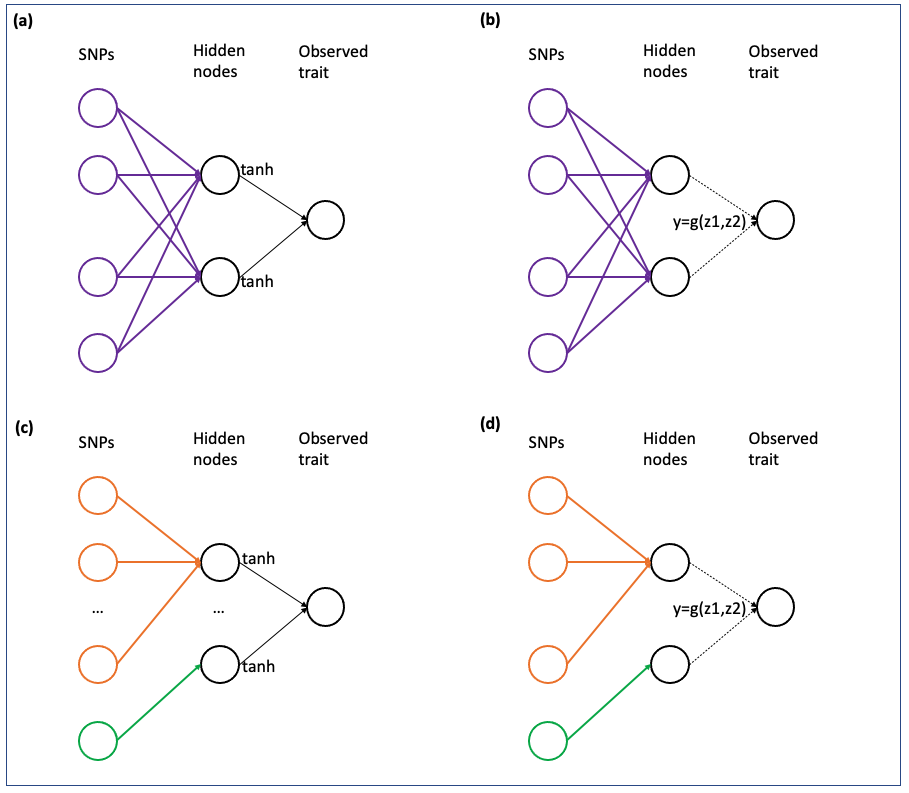 (a)
SNPs
Hidden
nodes
Observed
trait
tanh
tanh
(b)
SNPs
Hidden
nodes
Observed
trait
y=g(z1,z2)
(c)
SNPs
Hidden
nodes
Observed
trait
tanh
...
...
tanh
(d)
SNPs
Hidden
nodes
Observed
trait
y=g(z1,z2)